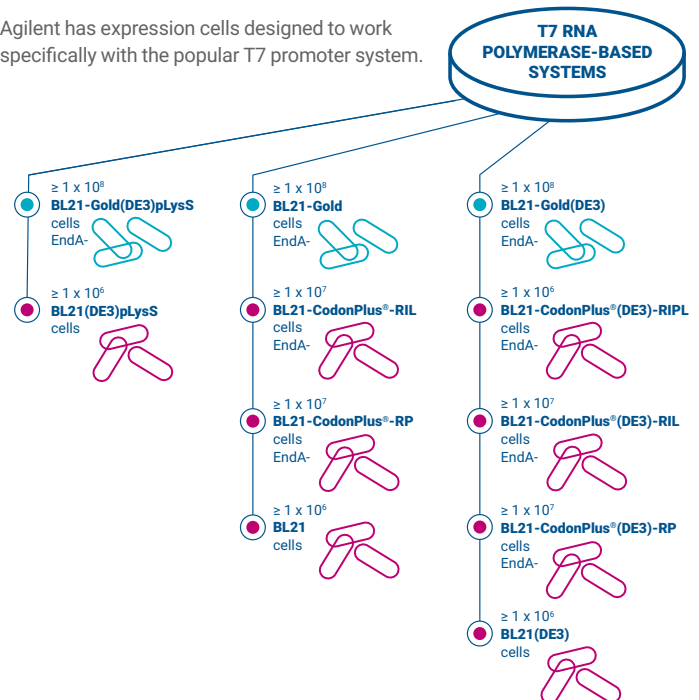 Agilent has expression cells designed to work
specifically with the popular T7 promoter system.
T7 RNA
POLYMERASE-BASED
SYSTEMS
≥ 1 x 10⁸
BL21-Gold(DE3)pLysS
cells
EndA-
≥ 1 x 10⁶
BL21(DE3)pLysS
cells
≥ 1 x 10⁸
BL21-Gold
cells
EndA-
≥ 1 x 10⁷
BL21-CodonPlus®-RIL
cells
EndA-
≥ 1 x 10⁷
BL21-CodonPlus®-RP
cells
EndA-
≥ 1 x 10⁶
BL21
cells
≥ 1 x 10⁸
BL21-Gold(DE3)
cells
EndA-
≥ 1 x 10⁶
BL21-CodonPlus®(DE3)-RIPL
cells
EndA-
≥ 1 x 10⁷
BL21-CodonPlus®(DE3)-RIL
cells
EndA-
≥ 1 x 10⁷
BL21-CodonPlus®(DE3)-RP
cells
EndA-
≥ 1 x 10⁶
BL21(DE3)
cells